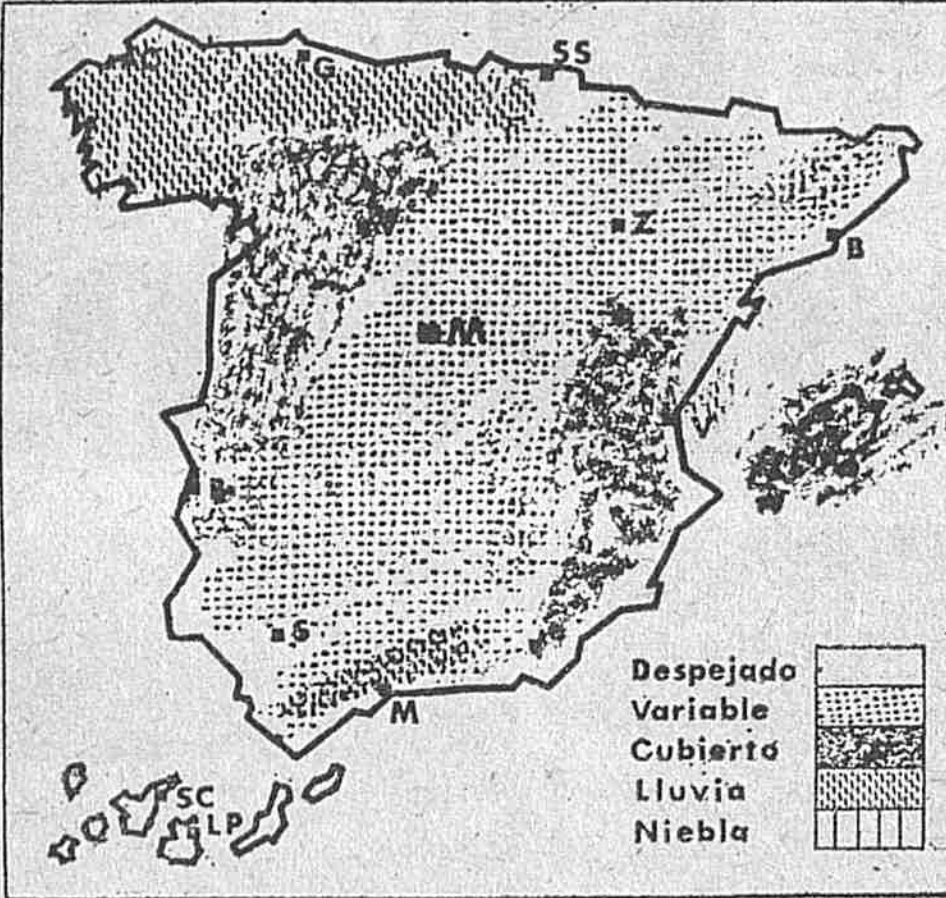 G
SS
V
Z
B
M
B
S
M
SC
LP
Despejado
Variable
Cubierto
Lluvia
Niebla